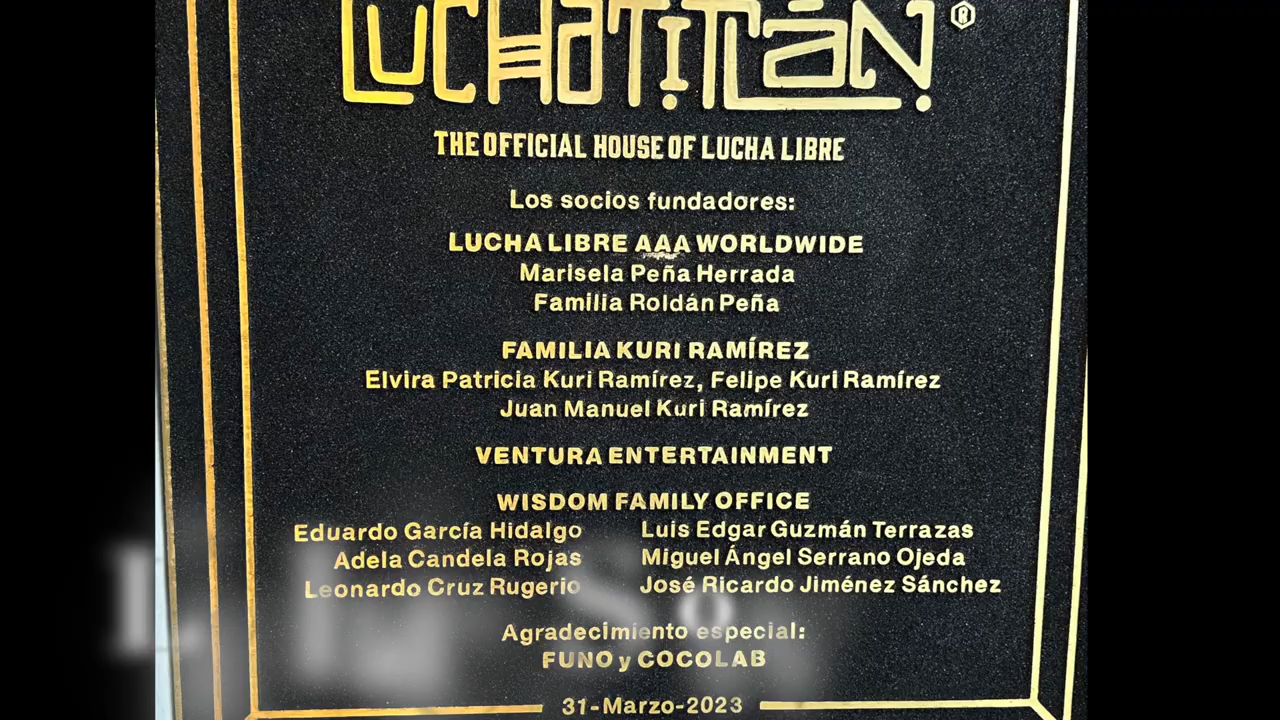 LUCHATITLÁN®
THE OFFICIAL HOUSE OF LUCHA LIBRE
Los socios fundadores:
LUCHA LIBRE AAA WORLDWIDE
Marisela Peña Herrada
Familia Roldán Peña
FAMILIA KURI RAMÍREZ
Elvira Patricia Kuri Ramírez, Felipe Kuri Ramírez
Juan Manuel Kuri Ramírez
VENTURA ENTERTAINMENT
WISDOM FAMILY OFFICE
Eduardo García Hidalgo Luis Edgar Guzmán Terrazas
Adela Candela Rojas Miguel Ángel Serrano Ojeda
Leonardo Cruz Rugerio José Ricardo Jiménez Sánchez
Agradecimiento especial:
FUNO y COCOLAB
31-Marzo-2023